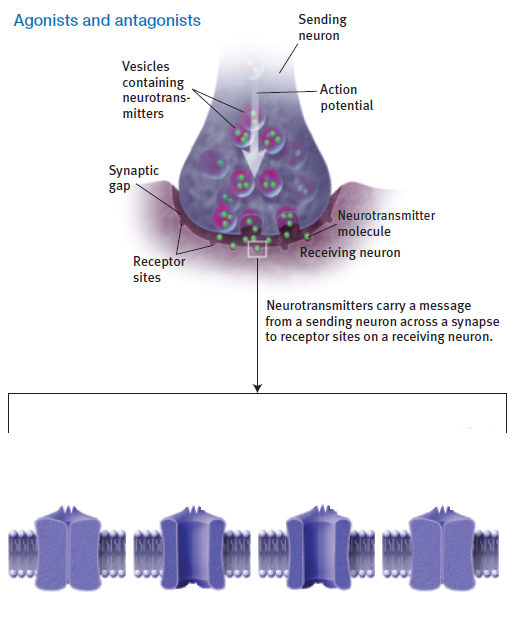 Agonists and antagonists
Sending
neuron
Vesicles
containing
neurotrans-
mitters
Action
potential
Synaptic
gap
Neurotransmitter
molecule
Receptor
sites
Receiving neuron
Neurotransmitters carry a message
from a sending neuron across a synapse
to receptor sites on a receiving neuron.